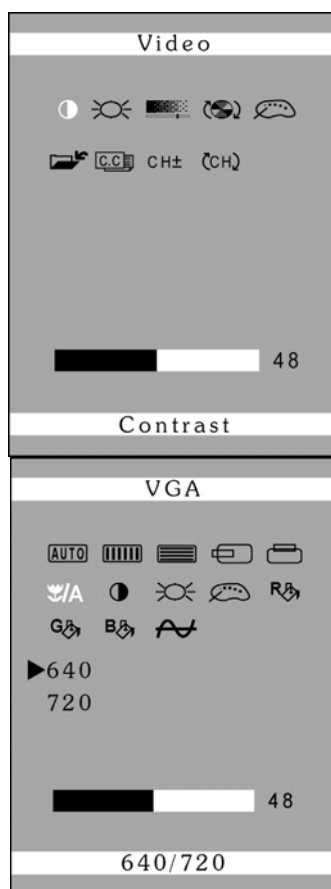 Video
C.C CH± CH
48
Contrast
VGA
AUTO
/A R
G B
640
720
48
640/720